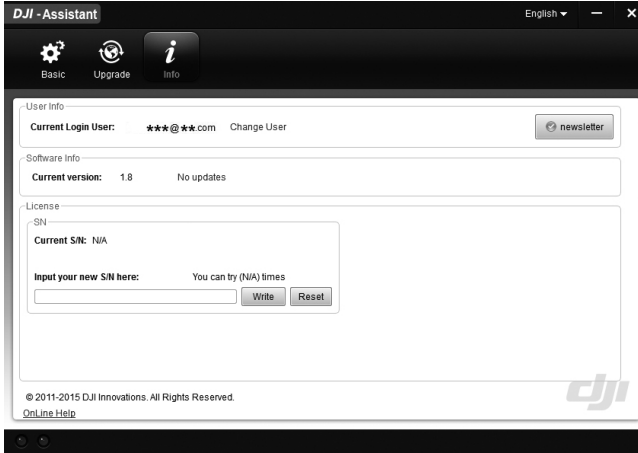 DJI - Assistant English
Basic Upgrade Info
User Info
Current Login User: ***@**.com Change User newsletter
Software Info
Current version: 1.8 No updates
License
SN
Current S/N: N/A
Input your new S/N here: You can try (N/A) times
Write Reset
dji
© 2011-2015 DJI Innovations. All Rights Reserved.
OnLine Help